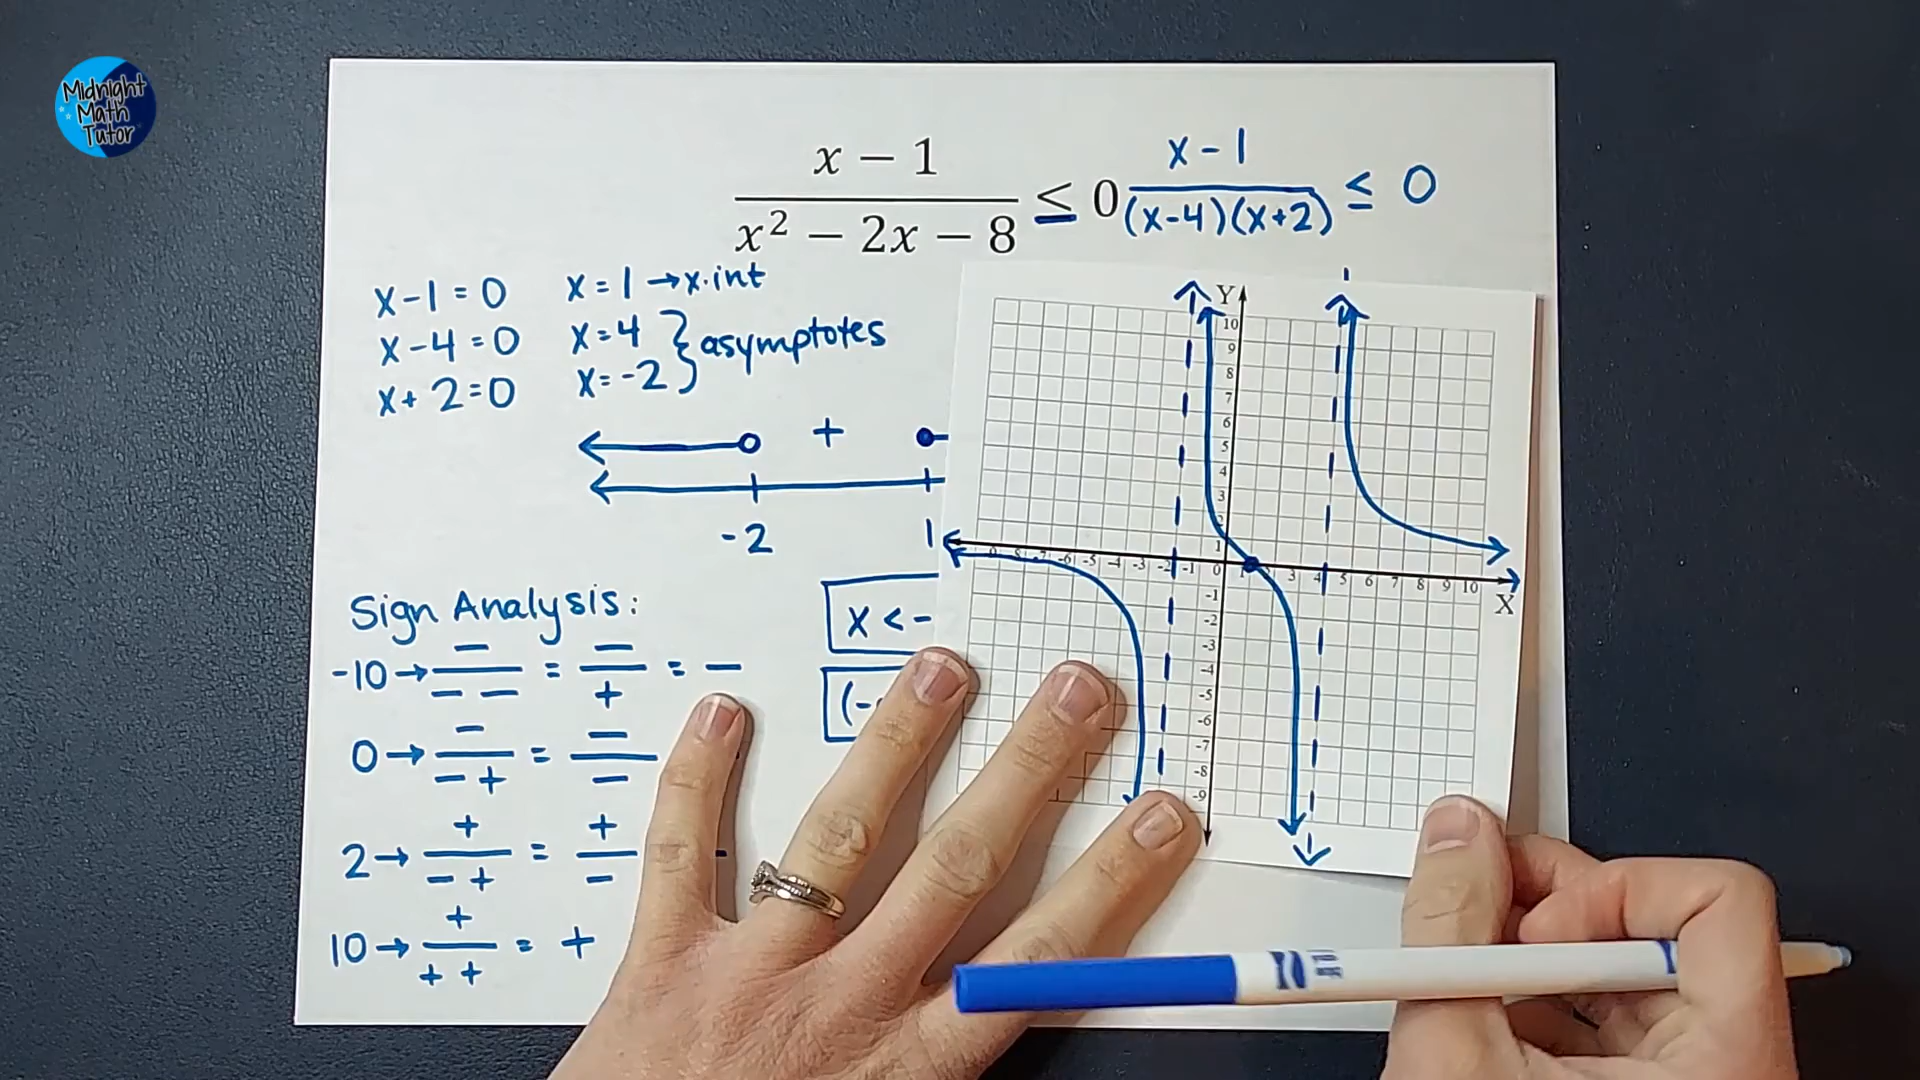 Midnight
Math
Tutor
x − 1
x² − 2x − 8
≤ 0
x - 1
(x-4)(x+2)
≤ 0
x-1=0 x=1→x.int
x-4=0 x=4
x+2=0 x=-2
} asymptotes
+
-2 1
Sign Analysis:
-10→ − / − − = − / + = −
0→ − / − + = − / −
2→ + / − + = + / −
10→ + / + + = +
x < -
(-
Y
10
9
8
7
6
5
4
3
2
1
-9 -8 -7 -6 -5 -4 -3 -2 -1 0 1 3 4 5 6 7 8 9 10
X
-1
-2
-3
-4
-5
-6
-7
-8
-9